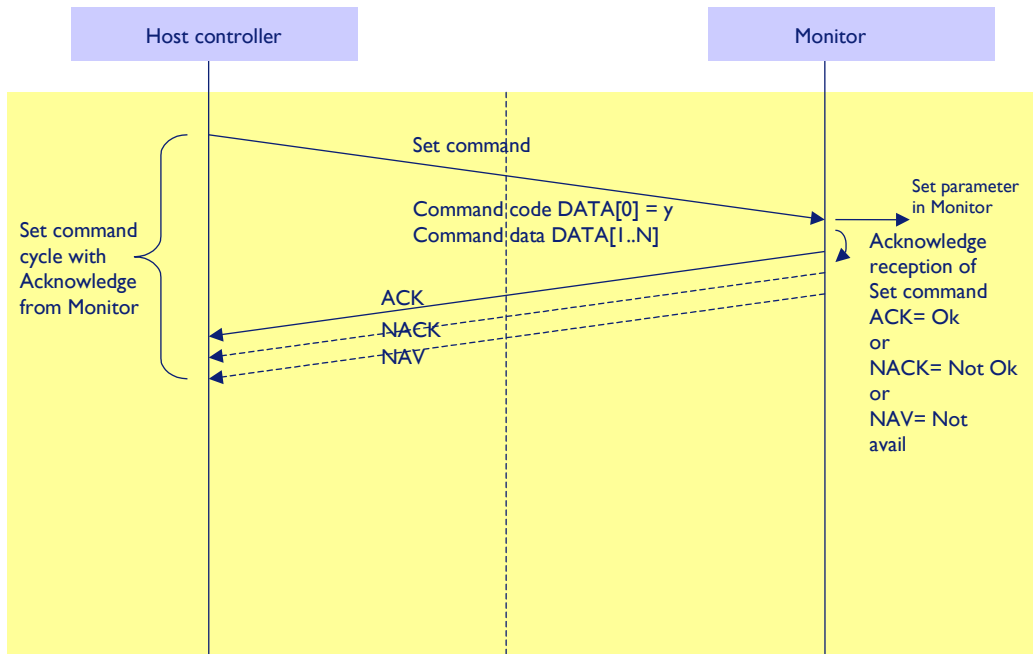 Host controller
Monitor
Set command
Command code DATA[0] = y
Command data DATA[1..N]
Set parameter
in Monitor
Set command
cycle with
Acknowledge
from Monitor
Acknowledge
reception of
Set command
ACK= Ok
or
NACK= Not Ok
or
NAV= Not
avail
ACK
NACK
NAV